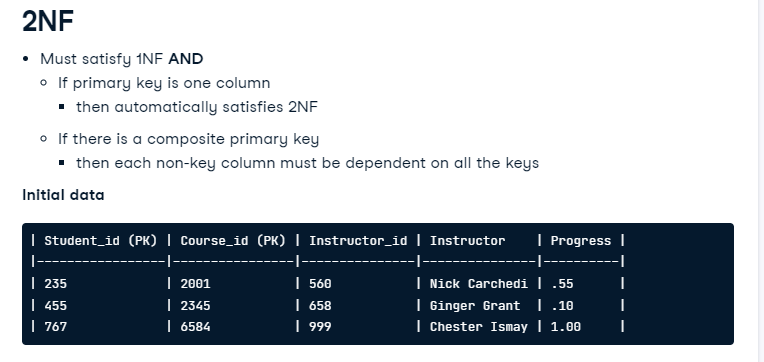 2NF
• Must satisfy 1NF AND
◦ If primary key is one column
▪ then automatically satisfies 2NF
◦ If there is a composite primary key
▪ then each non-key column must be dependent on all the keys
Initial data
| Student_id (PK) | Course_id (PK) | Instructor_id | Instructor    | Progress |
|-----------------|----------------|---------------|---------------|----------|
| 235             | 2001           | 560           | Nick Carchedi | .55      |
| 455             | 2345           | 658           | Ginger Grant  | .10      |
| 767             | 6584           | 999           | Chester Ismay | 1.00     |